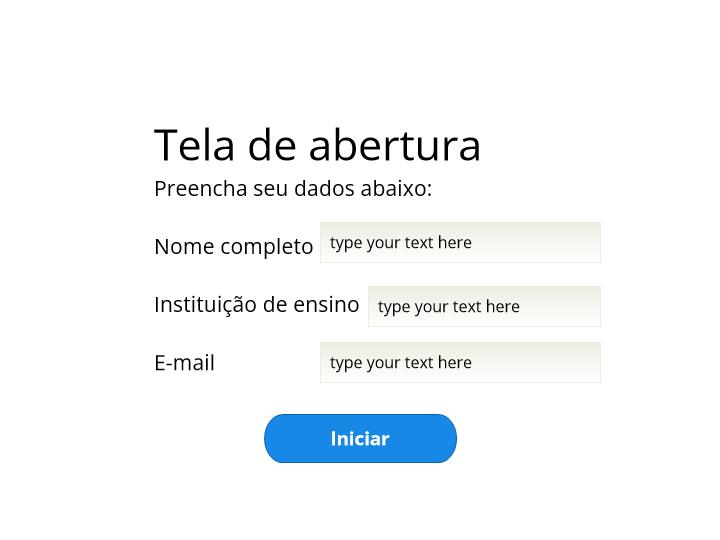 Tela de abertura
Preencha seu dados abaixo:
Nome completo type your text here
Instituição de ensino type your text here
E-mail type your text here
Iniciar